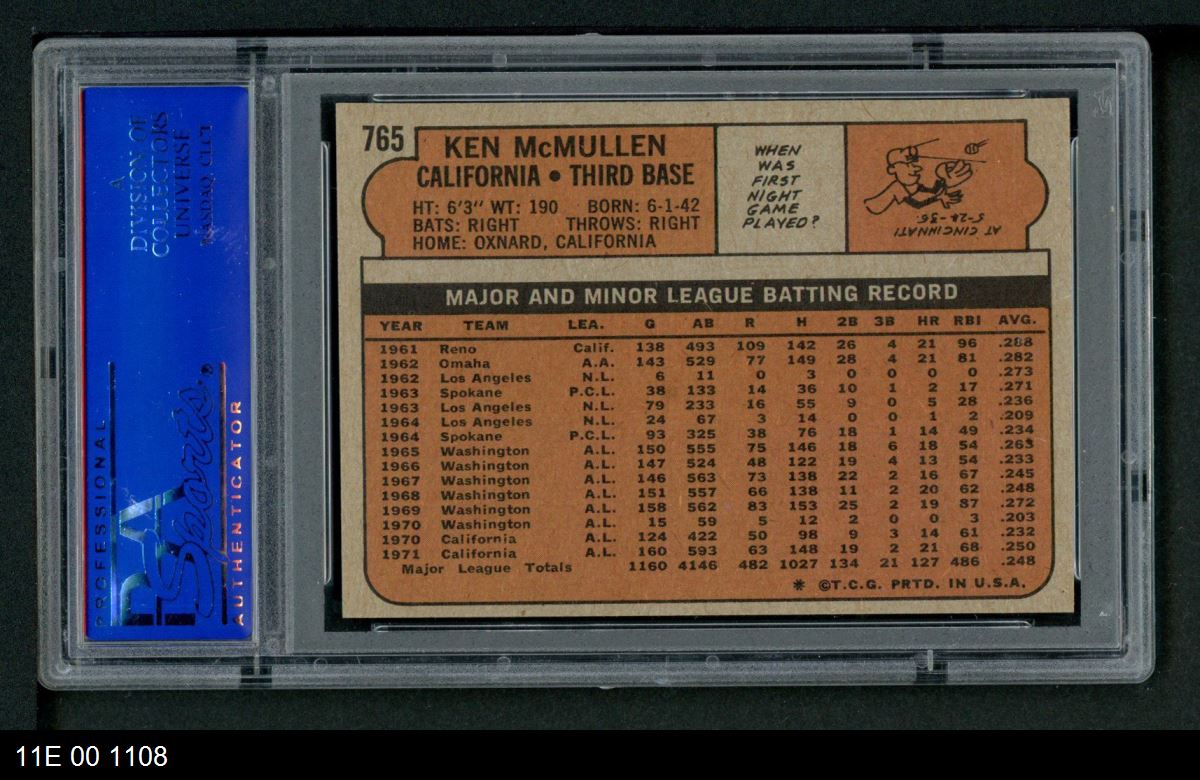 A
DIVISION OF
COLLECTORS
UNIVERSE
NASDAQ, CLCT
PROFESSIONAL
PSA
Sports®
AUTHENTICATOR
765
KEN McMULLEN
CALIFORNIA • THIRD BASE
HT: 6'3" WT: 190 BORN: 6-1-42
BATS: RIGHT THROWS: RIGHT
HOME: OXNARD, CALIFORNIA
WHEN
WAS
FIRST
NIGHT
GAME
PLAYED?
AT CINCINNATI
5-24-'36
MAJOR AND MINOR LEAGUE BATTING RECORD
YEAR TEAM LEA. G AB R H 2B 3B HR RBI AVG.
1961 Reno Calif. 138 493 109 142 26 4 21 96 .288
1962 Omaha A.A. 143 529 77 149 28 4 21 81 .282
1962 Los Angeles N.L. 6 11 0 3 0 0 0 0 .273
1963 Spokane P.C.L. 38 133 14 36 10 1 2 17 .271
1963 Los Angeles N.L. 79 233 16 55 9 0 5 28 .236
1964 Los Angeles N.L. 24 67 3 14 0 0 1 2 .209
1964 Spokane P.C.L. 93 325 38 76 18 1 14 49 .234
1965 Washington A.L. 150 555 75 146 18 6 18 54 .263
1966 Washington A.L. 147 524 48 122 19 4 13 54 .233
1967 Washington A.L. 146 563 73 138 22 2 16 67 .245
1968 Washington A.L. 151 557 66 138 11 2 20 62 .248
1969 Washington A.L. 158 562 83 153 25 2 19 87 .272
1970 Washington A.L. 15 59 5 12 2 0 0 3 .203
1970 California A.L. 124 422 50 98 9 3 14 61 .232
1971 California A.L. 160 593 63 148 19 2 21 68 .250
Major League Totals 1160 4146 482 1027 134 21 127 486 .248
* ©T.C.G. PRTD. IN U.S.A.
11E 00 1108